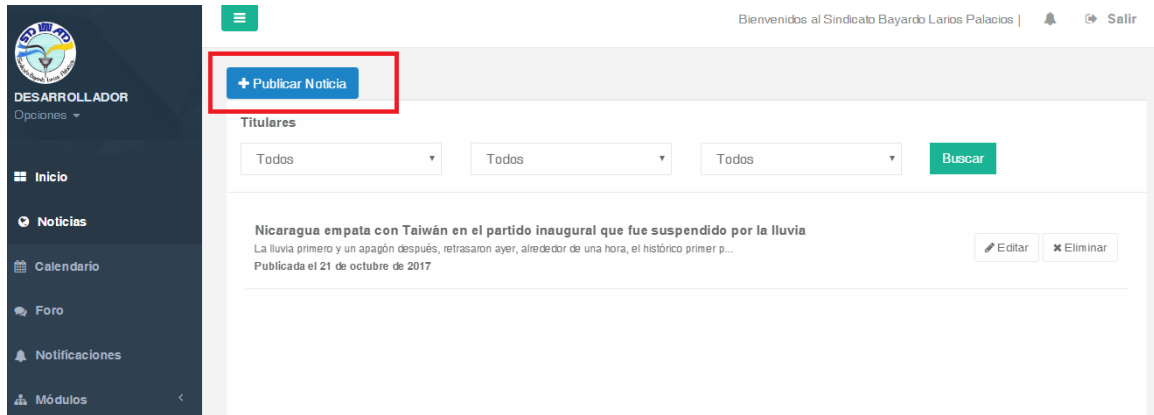 Bienvenidos al Sindicato Bayardo Larios Palacios |
Salir
DESARROLLADOR
Opciones
Inicio
Noticias
Calendario
Foro
Notificaciones
Módulos
+ Publicar Noticia
Titulares
Todos Todos Todos Buscar
Nicaragua empata con Taiwán en el partido inaugural que fue suspendido por la lluvia
La lluvia primero y un apagón después, retrasaron ayer, alrededor de una hora, el histórico primer p...
Publicada el 21 de octubre de 2017
Editar Eliminar